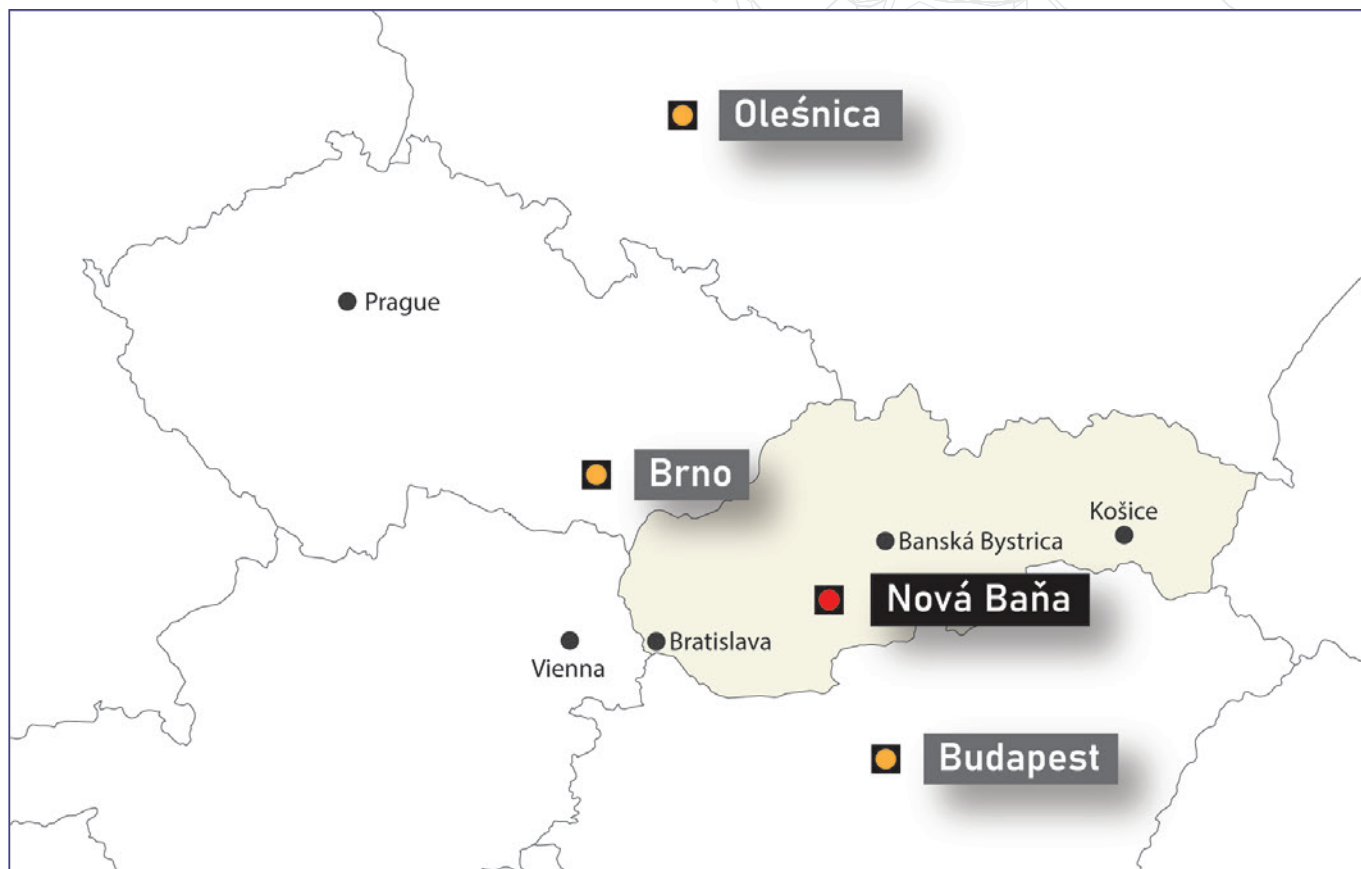 Oleśnica
Prague
Brno
Košice
Banská Bystrica
Nová Baňa
Bratislava
Vienna
Budapest